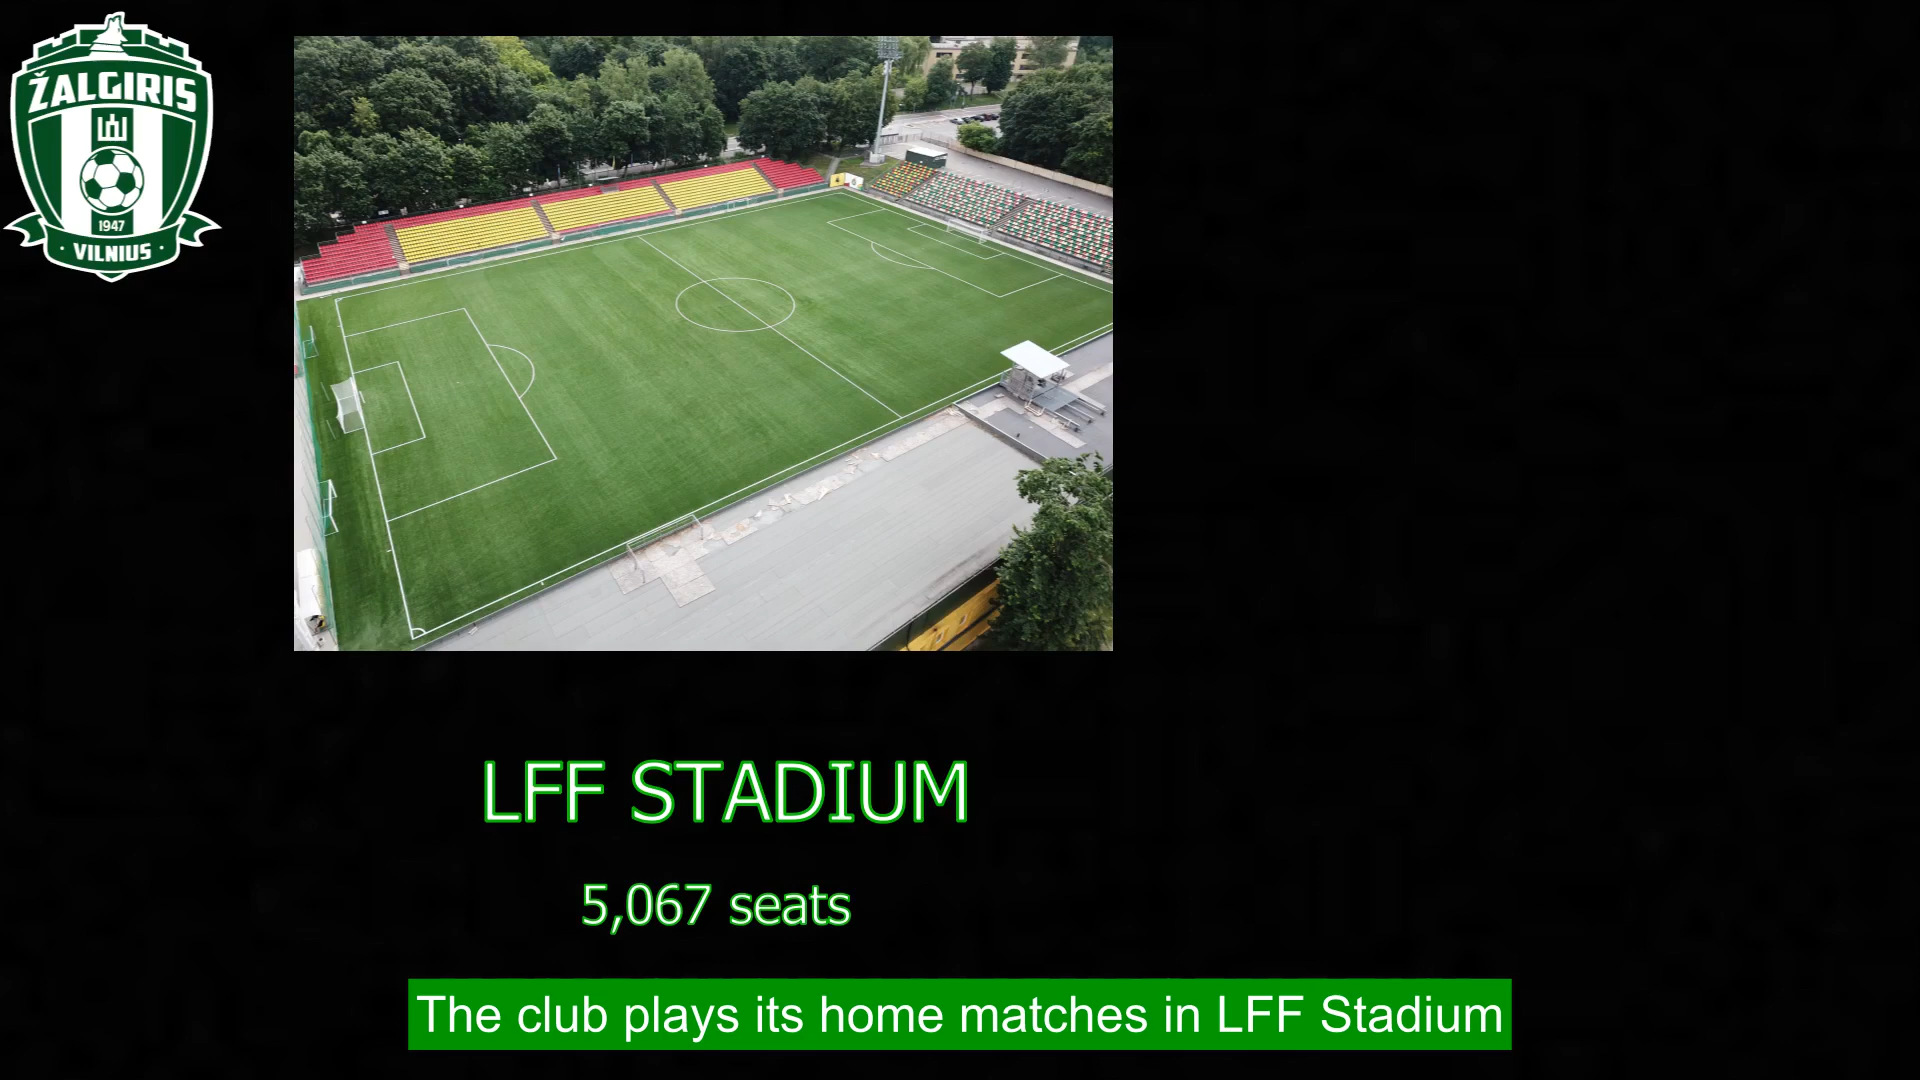 ŽALGIRIS
1947
VILNIUS
LFF STADIUM
5,067 seats
The club plays its home matches in LFF Stadium